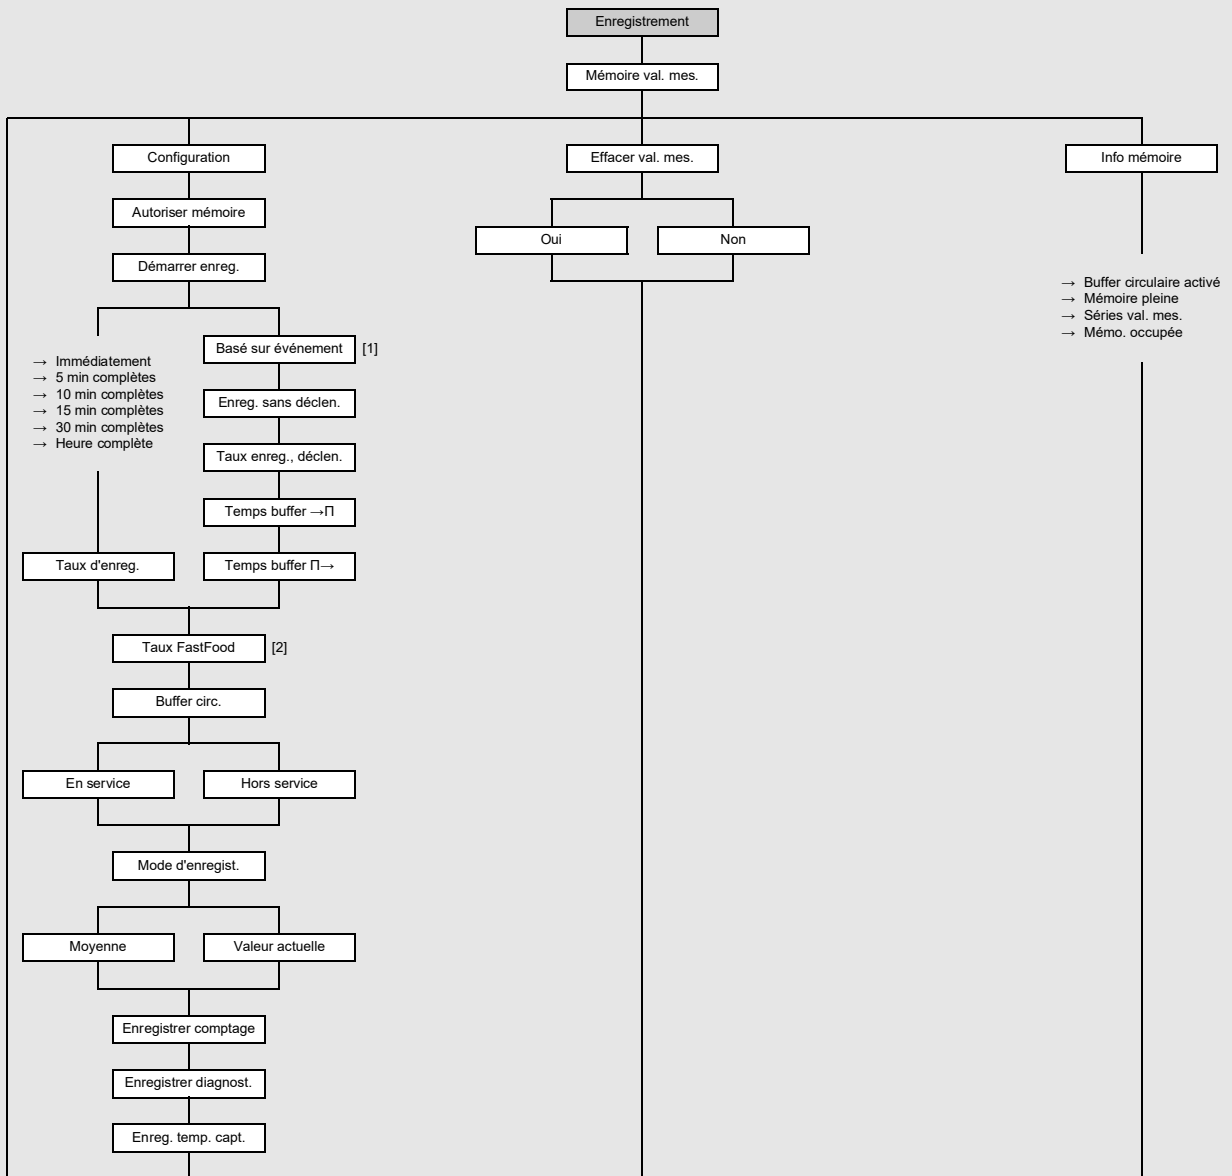 Enregistrement
Mémoire val. mes.
Configuration
Effacer val. mes.
Info mémoire
Autoriser mémoire
Oui
Non
Démarrer enreg.
→ Buffer circulaire activé
→ Mémoire pleine
→ Séries val. mes.
→ Mémo. occupée
Basé sur événement [1]
→ Immédiatement
→ 5 min complètes
→ 10 min complètes
→ 15 min complètes
→ 30 min complètes
→ Heure complète
Enreg. sans déclen.
Taux enreg., déclen.
Temps buffer →Π
Taux d'enreg.
Temps buffer Π→
Taux FastFood [2]
Buffer circ.
En service
Hors service
Mode d'enregist.
Moyenne
Valeur actuelle
Enregistrer comptage
Enregistrer diagnost.
Enreg. temp. capt.